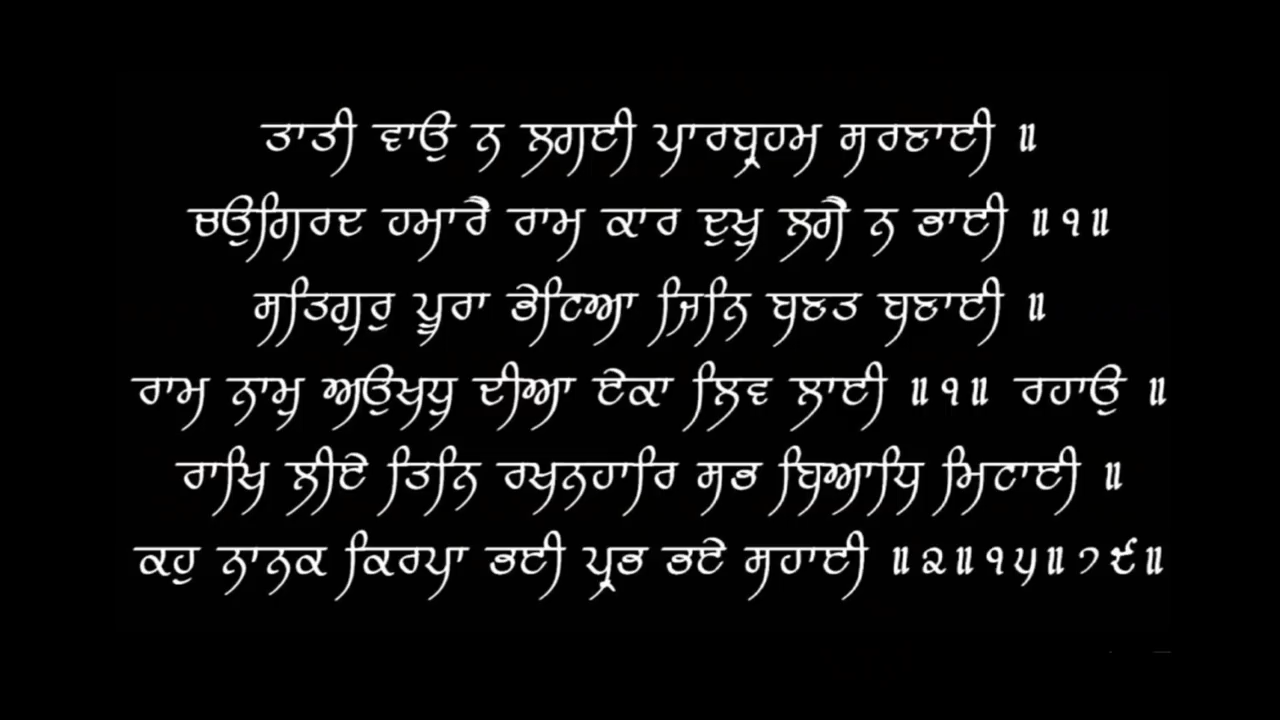 ਤਾਤੀ ਵਾਉ ਨ ਲਗਈ ਪਾਰਬ੍ਰਹਮ ਸਰਣਾਈ ॥
ਚਉਗਿਰਦ ਹਮਾਰੈ ਰਾਮ ਕਾਰ ਦੁਖੁ ਲਗੈ ਨ ਭਾਈ ॥੧॥
ਸਤਿਗੁਰੁ ਪੂਰਾ ਭੇਟਿਆ ਜਿਨਿ ਬਣਤ ਬਣਾਈ ॥
ਰਾਮ ਨਾਮੁ ਅਉਖਧੁ ਦੀਆ ਏਕਾ ਲਿਵ ਲਾਈ ॥੧॥ ਰਹਾਉ ॥
ਰਾਖਿ ਲੀਏ ਤਿਨਿ ਰਖਨਹਾਰਿ ਸਭ ਬਿਆਧਿ ਮਿਟਾਈ ॥
ਕਹੁ ਨਾਨਕ ਕਿਰਪਾ ਭਈ ਪ੍ਰਭ ਭਏ ਸਹਾਈ ॥੨॥੧੫॥੭੯॥